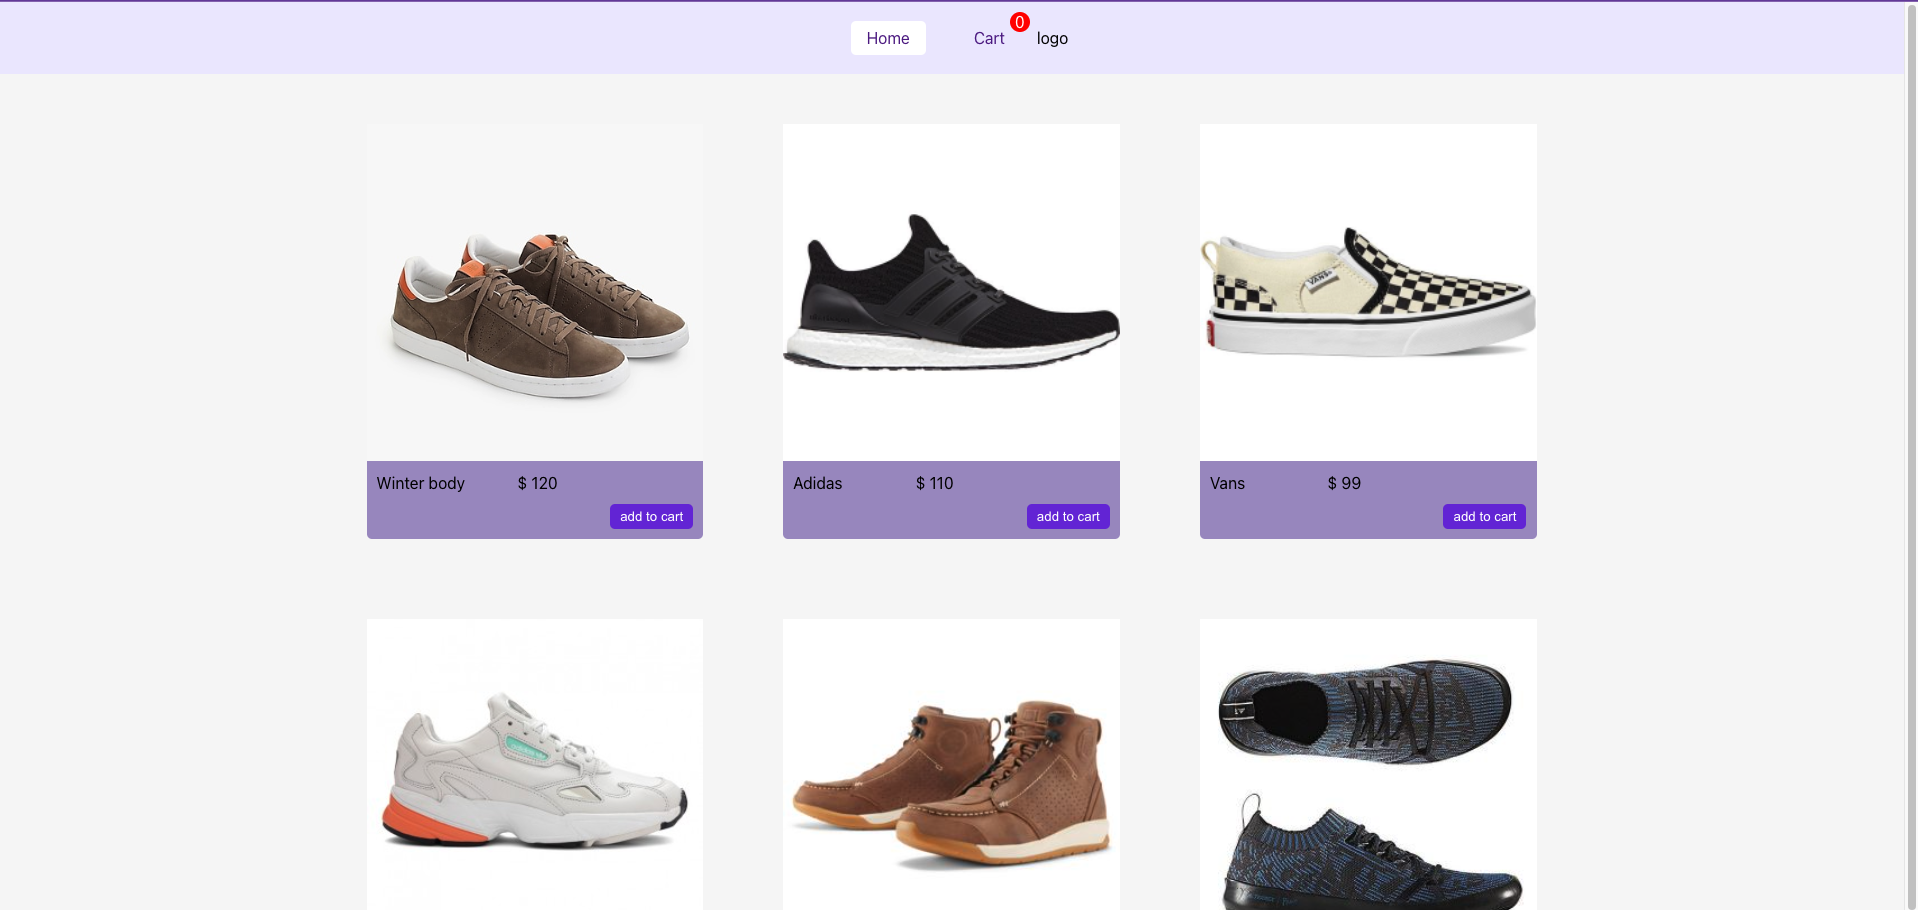 Home Cart 0 logo
VANS
Winter body $ 120
add to cart
Adidas $ 110
add to cart
Vans $ 99
add to cart